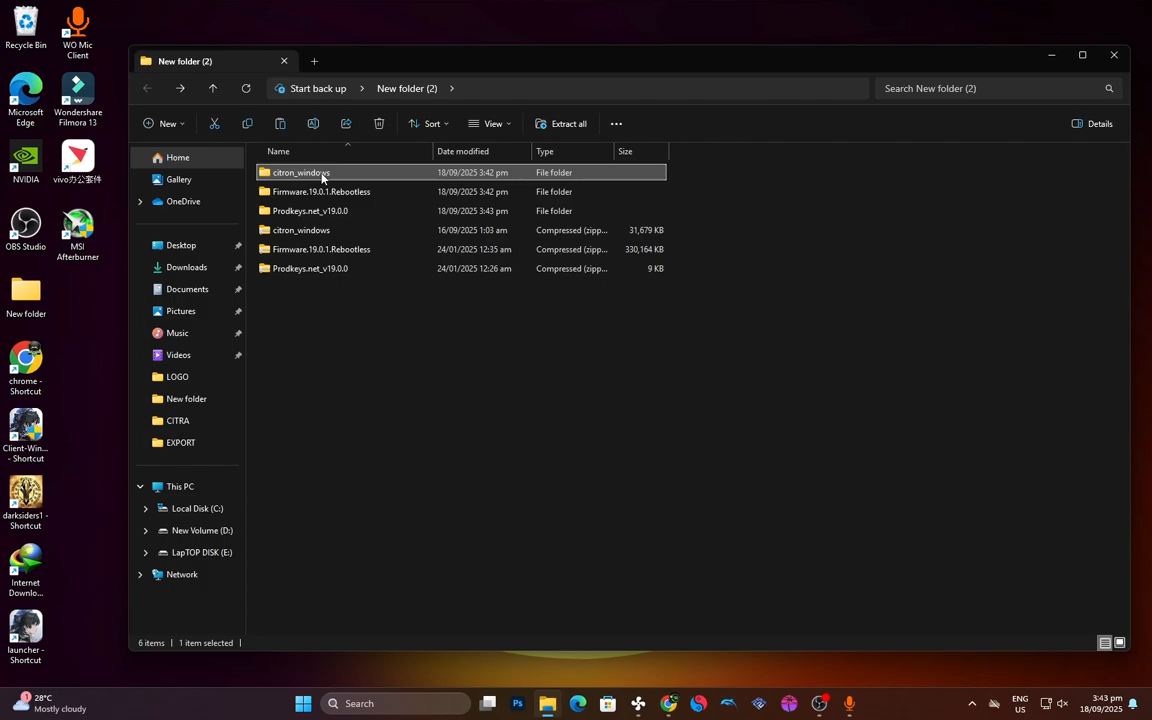 Recycle Bin
WO Mic
Client
Microsoft
Edge
Wondershare
Filmora 13
NVIDIA
vivo办公套件
OBS Studio
MSI
Afterburner
New folder
chrome -
Shortcut
Client-Win...
- Shortcut
darksiders1 -
Shortcut
Internet
Downlo...
launcher -
Shortcut
New folder (2)
Start back up
New folder (2)
Search New folder (2)
New
Sort
View
Extract all
Details
Home
Gallery
OneDrive
Desktop
Downloads
Documents
Pictures
Music
Videos
LOGO
New folder
CITRA
EXPORT
This PC
Local Disk (C:)
New Volume (D:)
LapTOP DISK (E:)
Network
Name Date modified Type Size
citron_windows 18/09/2025 3:42 pm File folder
Firmware.19.0.1.Rebootless 18/09/2025 3:42 pm File folder
Prodkeys.net_v19.0.0 18/09/2025 3:43 pm File folder
citron_windows 16/09/2025 1:03 am Compressed (zipp... 31,679 KB
Firmware.19.0.1.Rebootless 24/01/2025 12:35 am Compressed (zipp... 330,164 KB
Prodkeys.net_v19.0.0 24/01/2025 12:26 am Compressed (zipp... 9 KB
6 items 1 item selected
1
28°C
Mostly cloudy
Search
Ps
ENG
US
3:43 pm
18/09/2025